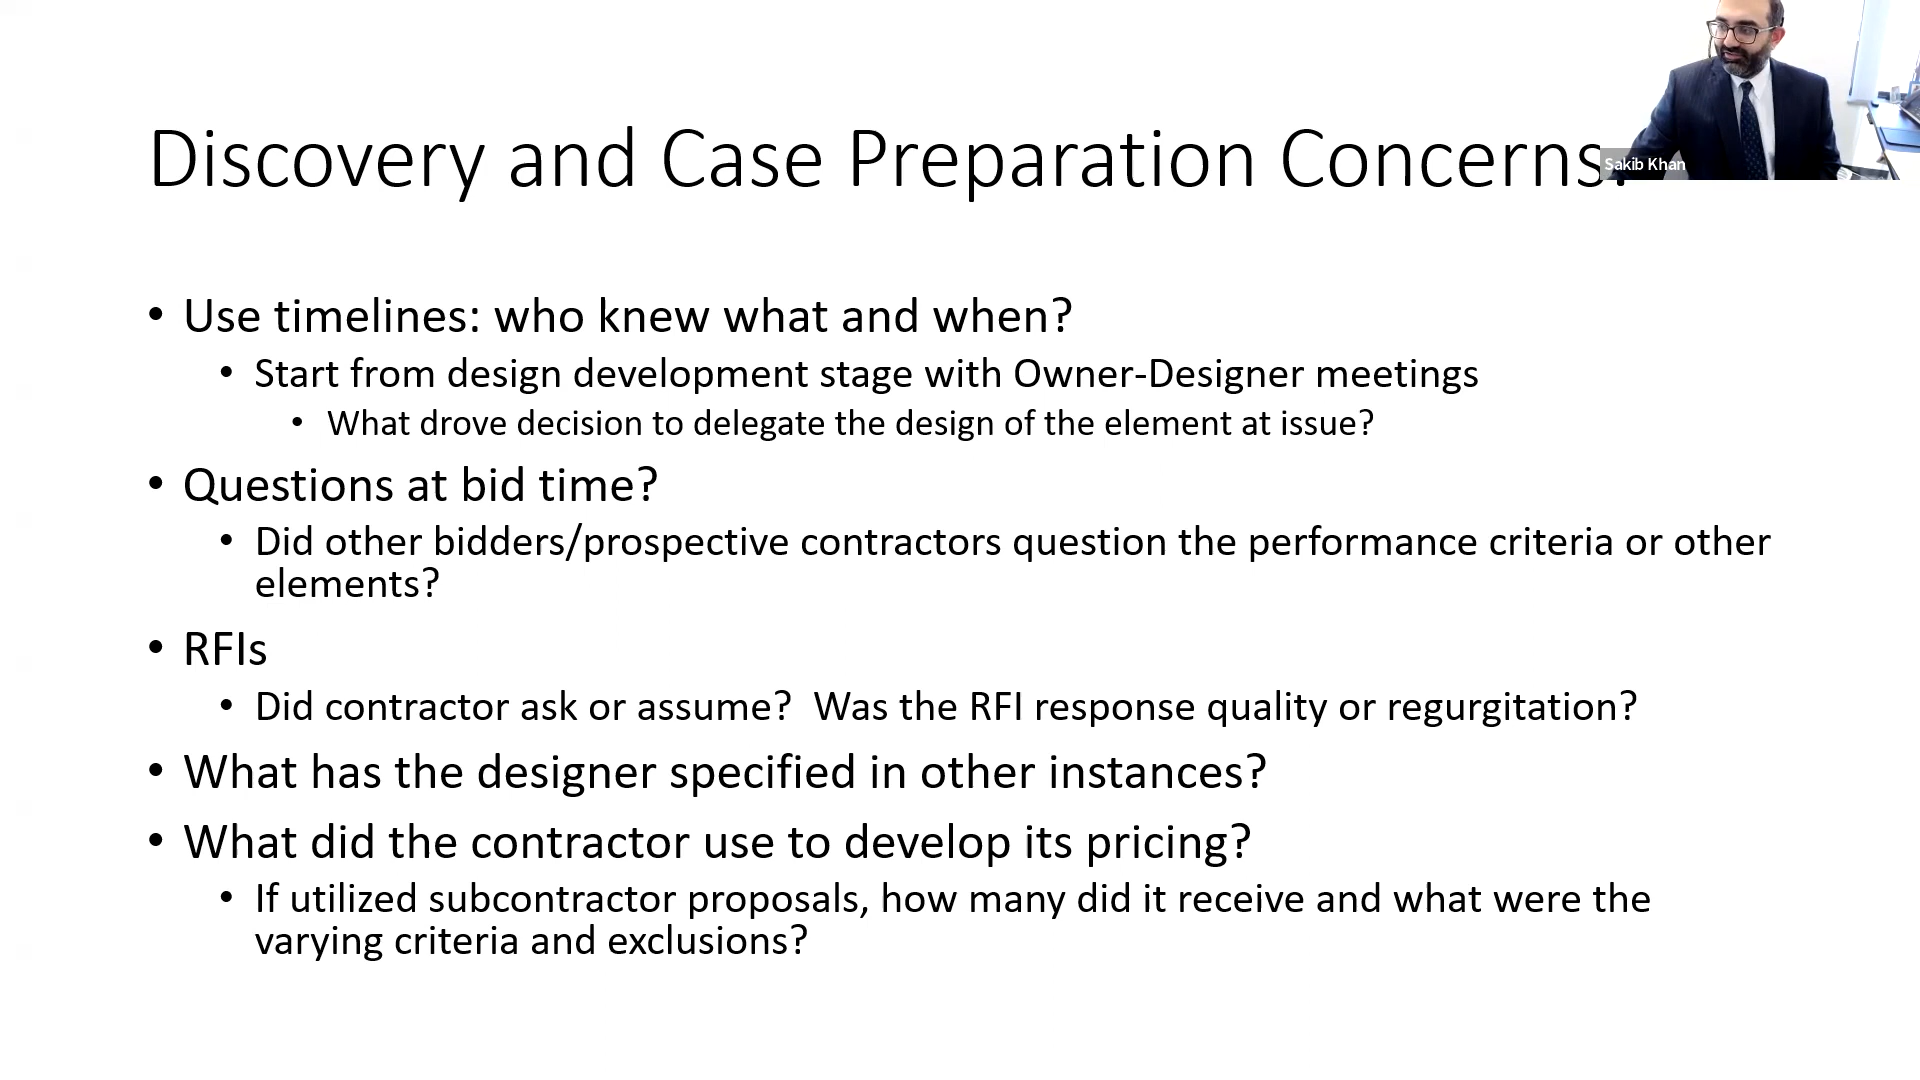 Discovery and Case Preparation Concerns.
Sakib Khan
• Use timelines: who knew what and when?
• Start from design development stage with Owner-Designer meetings
• What drove decision to delegate the design of the element at issue?
• Questions at bid time?
• Did other bidders/prospective contractors question the performance criteria or other
elements?
• RFIs
• Did contractor ask or assume?  Was the RFI response quality or regurgitation?
• What has the designer specified in other instances?
• What did the contractor use to develop its pricing?
• If utilized subcontractor proposals, how many did it receive and what were the
varying criteria and exclusions?